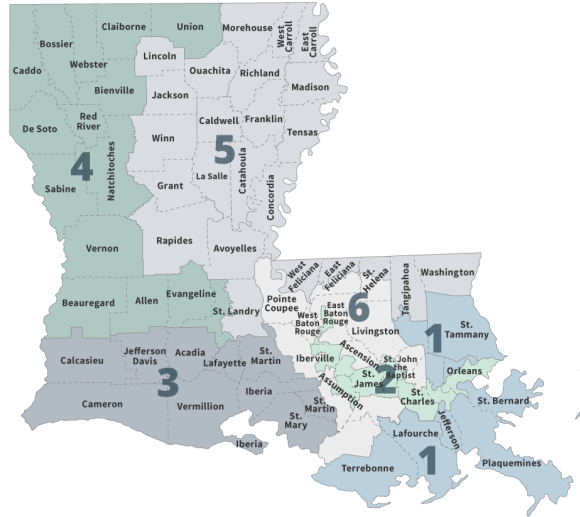 Claiborne
Union
Morehouse
West
Carroll
East
Carroll
Bossier
Webster
Lincoln
Ouachita
Richland
Caddo
Bienville
Jackson
Madison
De Soto
Red
River
Caldwell
Franklin
Tensas
Winn
4
5
Natchitoches
La Salle
Catahoula
Concordia
Sabine
Grant
Vernon
Rapides
Avoyelles
West
Feliciana
East
Feliciana
St.
Helena
Tangipahoa
Washington
Beauregard
Allen
Evangeline
St. Landry
Pointe
Coupee
West
Baton
Rouge
East
Baton
Rouge
6
Livingston
1
St.
Tammany
Calcasieu
Jefferson
Davis
Acadia
Lafayette
St.
Martin
Iberville
Ascension
St. John
the
Baptist
Orleans
3
St.
James
2
Assumption
St.
Charles
St. Bernard
Cameron
Vermillion
Iberia
St.
Martin
St.
Mary
Iberia
Jefferson
Lafourche
1
Terrebonne
Plaquemines